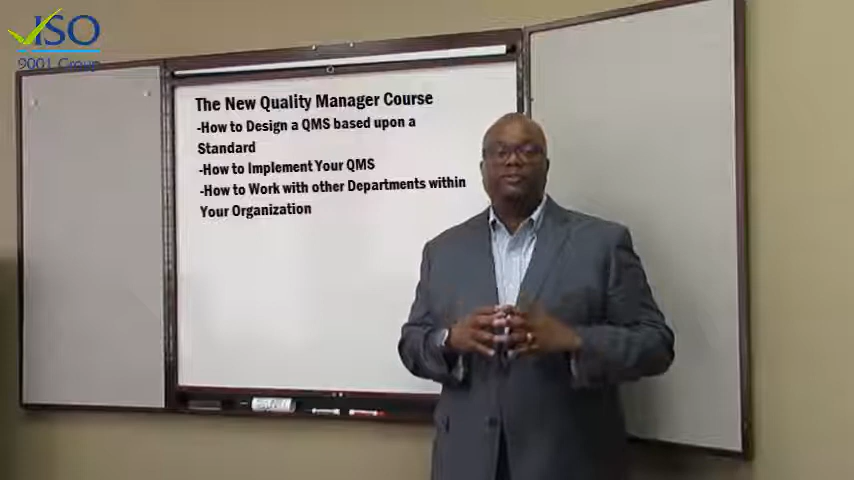 ISO
9001 Group
The New Quality Manager Course
-How to Design a QMS based upon a
Standard
-How to Implement Your QMS
-How to Work with other Departments within
Your Organization